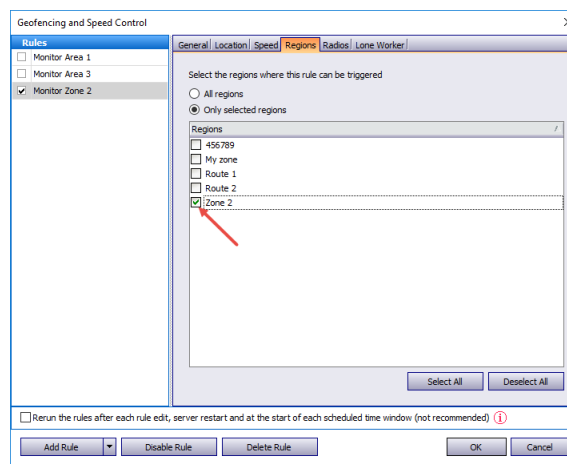 Geofencing and Speed Control
Rules
Monitor Area 1
Monitor Area 3
Monitor Zone 2
General Location Speed Regions Radios Lone Worker
Select the regions where this rule can be triggered
All regions
Only selected regions
Regions
456789
My zone
Route 1
Route 2
Zone 2
Select All Deselect All
Rerun the rules after each rule edit, server restart and at the start of each scheduled time window (not recommended) i
Add Rule Disable Rule Delete Rule OK Cancel